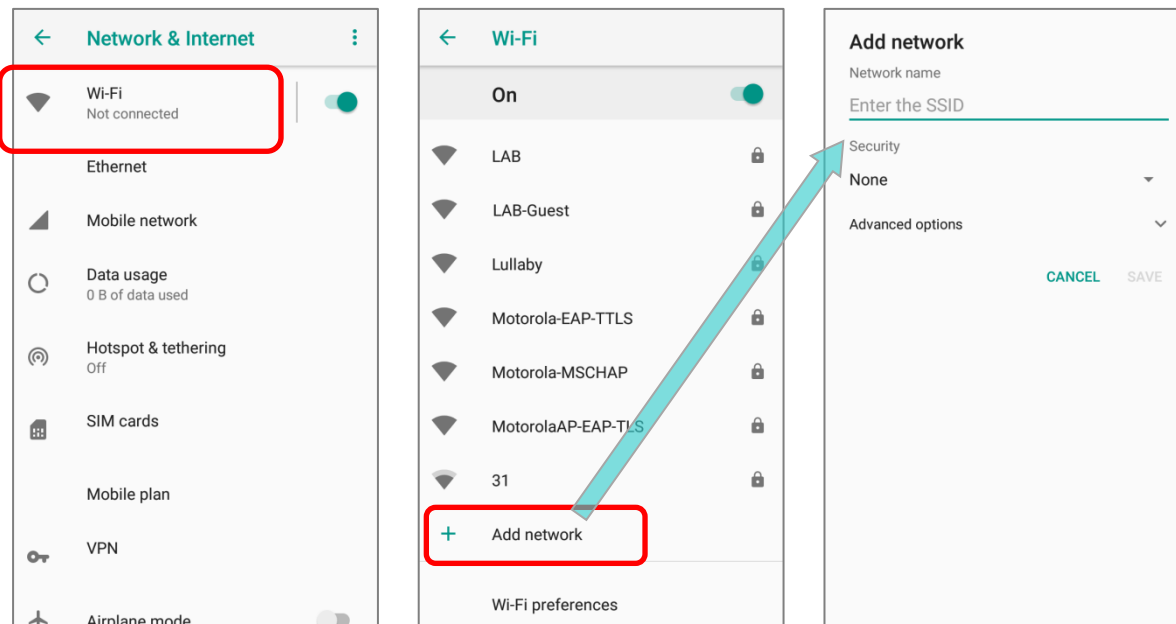 Network & Internet
Wi-Fi
Not connected
Ethernet
Mobile network
Data usage
0 B of data used
Hotspot & tethering
Off
SIM cards
Mobile plan
VPN
Airplane mode
Wi-Fi
On
LAB
LAB-Guest
Lullaby
Motorola-EAP-TTLS
Motorola-MSCHAP
MotorolaAP-EAP-TLS
31
Add network
Wi-Fi preferences
Add network
Network name
Enter the SSID
Security
None
Advanced options
CANCEL SAVE